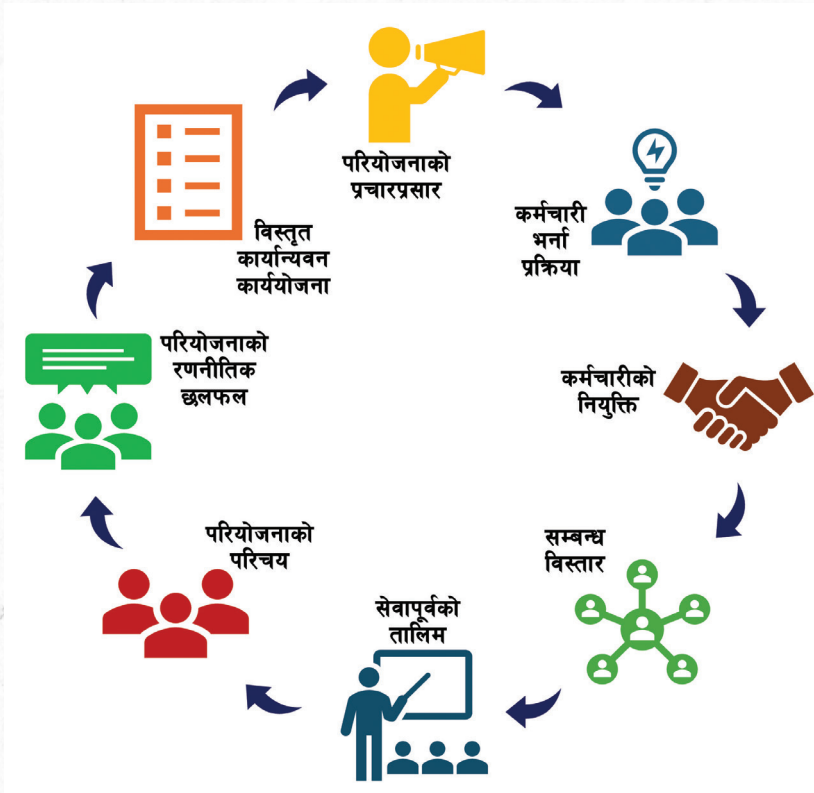 परियोजनाको
प्रचारप्रसार
कर्मचारी
भर्ना
प्रक्रिया
कर्मचारीको
नियुक्ति
सम्बन्ध
विस्तार
सेवापूर्वको
तालिम
परियोजनाको
परिचय
परियोजनाको
रणनीतिक
छलफल
विस्तृत
कार्यान्यवन
कार्ययोजना